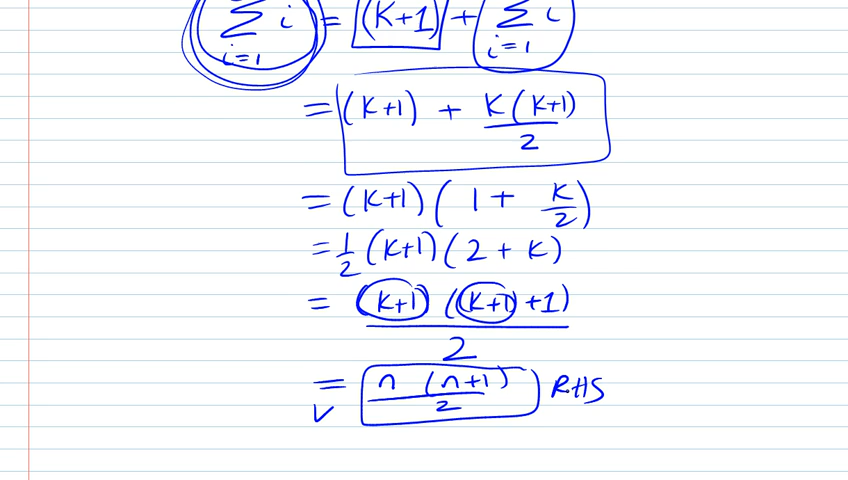 ∑ i = (K+1) + ∑ i
i=1 i=1
= (K+1) + K(K+1)/2
= (K+1)(1 + K/2)
= 1/2 (K+1)(2 + K)
= (K+1)((K+1)+1)/2
= n(n+1)/2 RHS